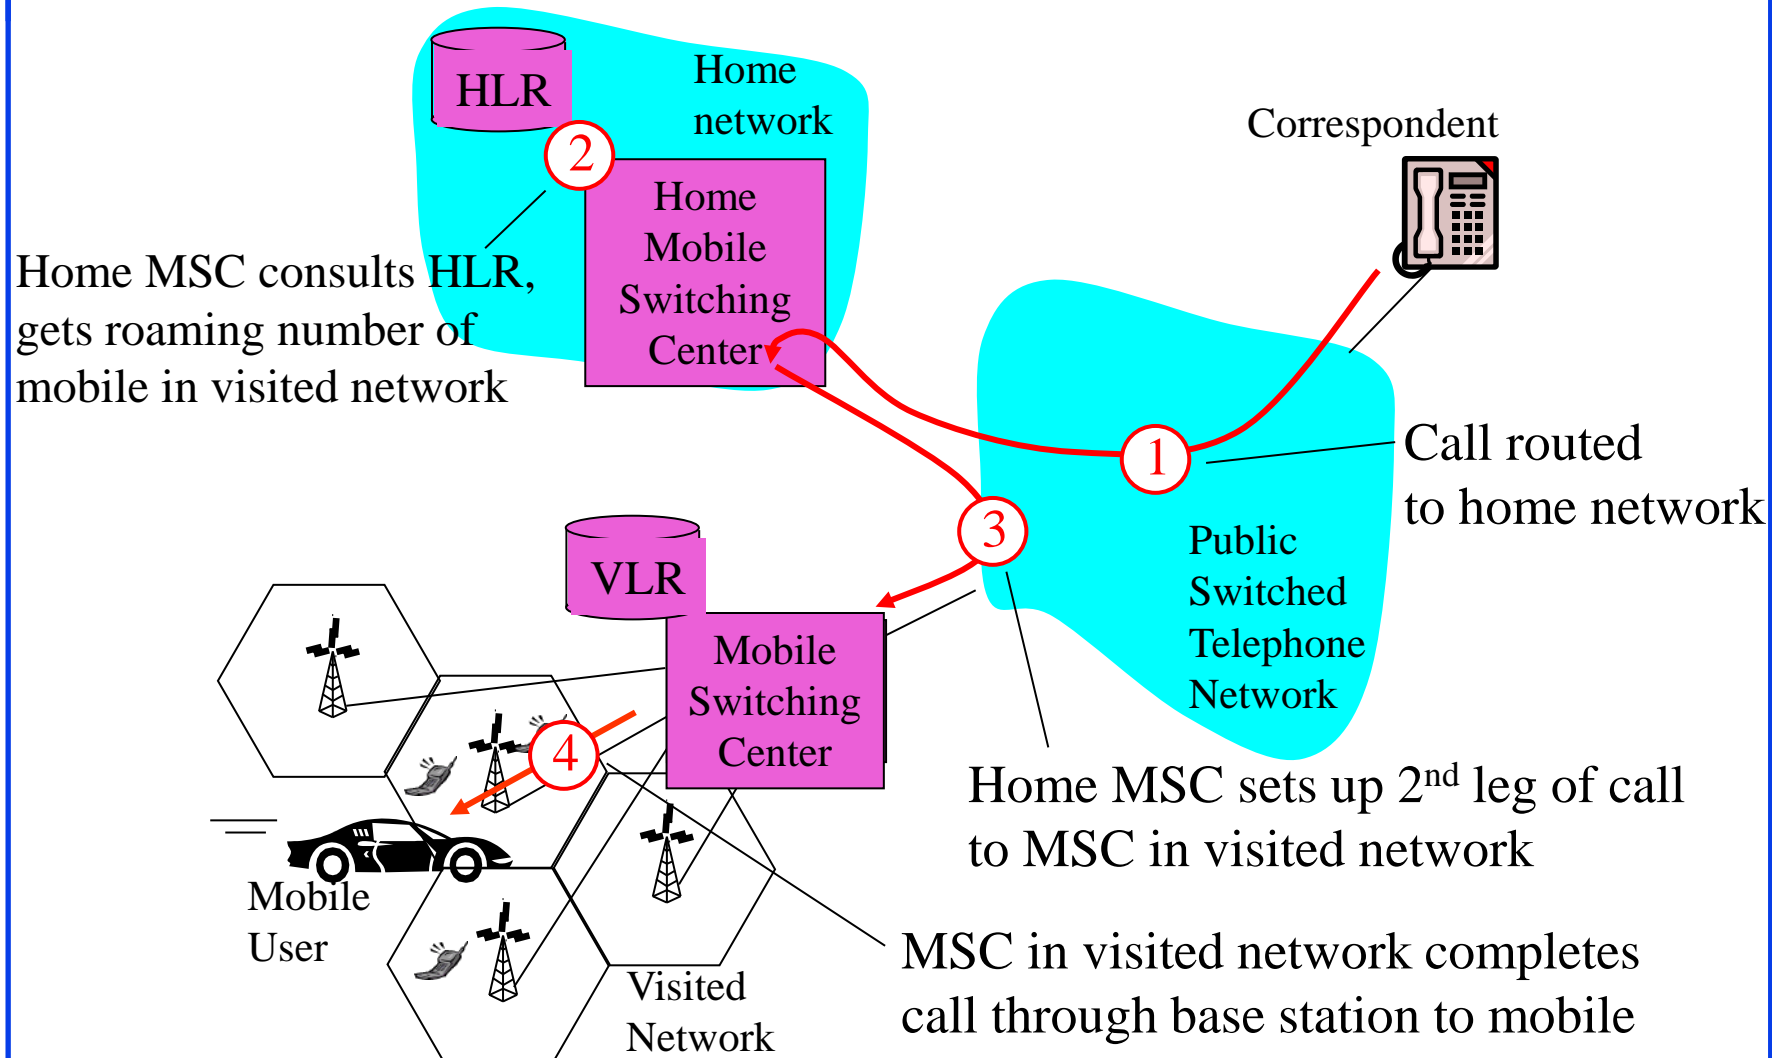 HLR
Home
network
Correspondent
2
Home
Mobile
Switching
Center
Home MSC consults HLR,
gets roaming number of
mobile in visited network
1
Call routed
to home network
3
Public
Switched
Telephone
Network
VLR
Mobile
Switching
Center
4
Home MSC sets up 2nd leg of call
to MSC in visited network
Mobile
User
MSC in visited network completes
call through base station to mobile
Visited
Network